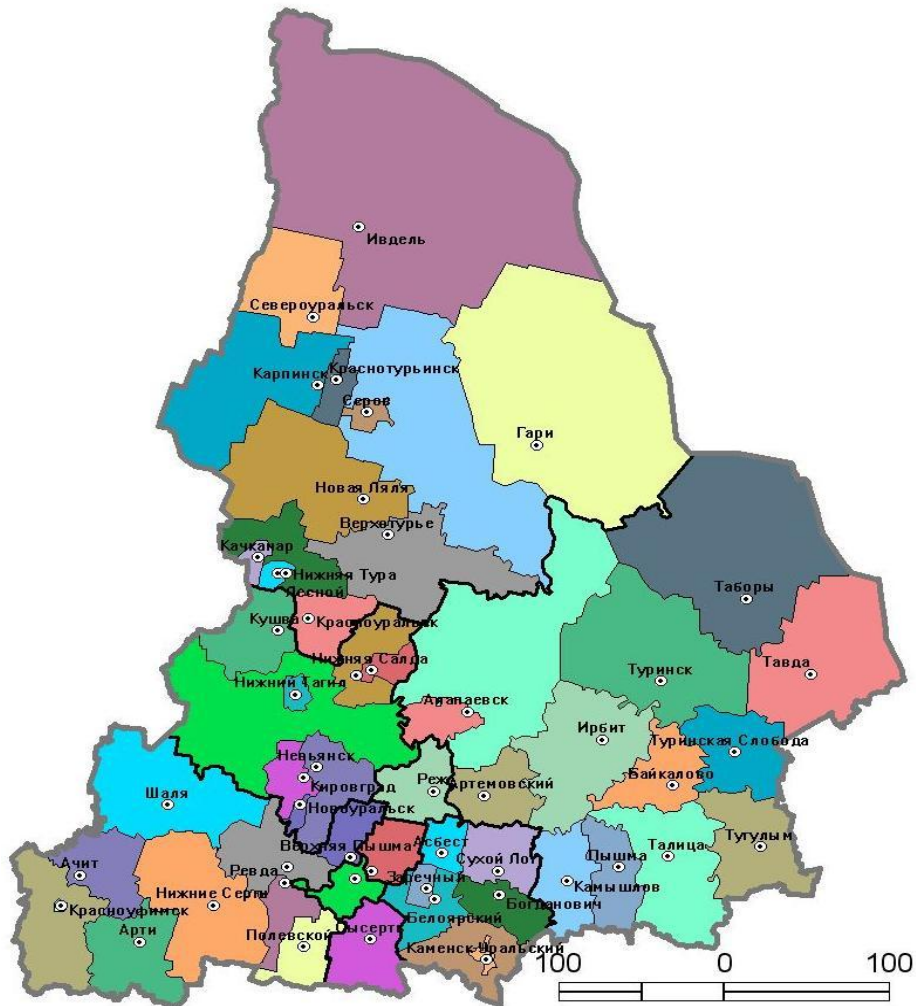 Ивдель
Североуральск
Краснотурьинск
Карпинск
Серов
Гари
Новая Ляля
Верхотурье
Качканар
Нижняя Тура
Лесной
Таборы
Кушва
Красноуральск
Нижняя Салда
Туринск
Тавда
Нижний Тагил
Алапаевск
Ирбит
Туринская Слобода
Невьянск
Байкалово
Кировград
Реж
Артемовский
Шаля
Новоуральск
Тугулым
Верхняя Пышма
Асбест
Сухой Лог
Талица
Ачит
Пышма
Ревда
Заречный
Камышлов
Нижние Серги
Богданович
Красноуфимск
Белоярский
Арти
Полевской
Сысерть
Каменск-Уральский
100 0 100